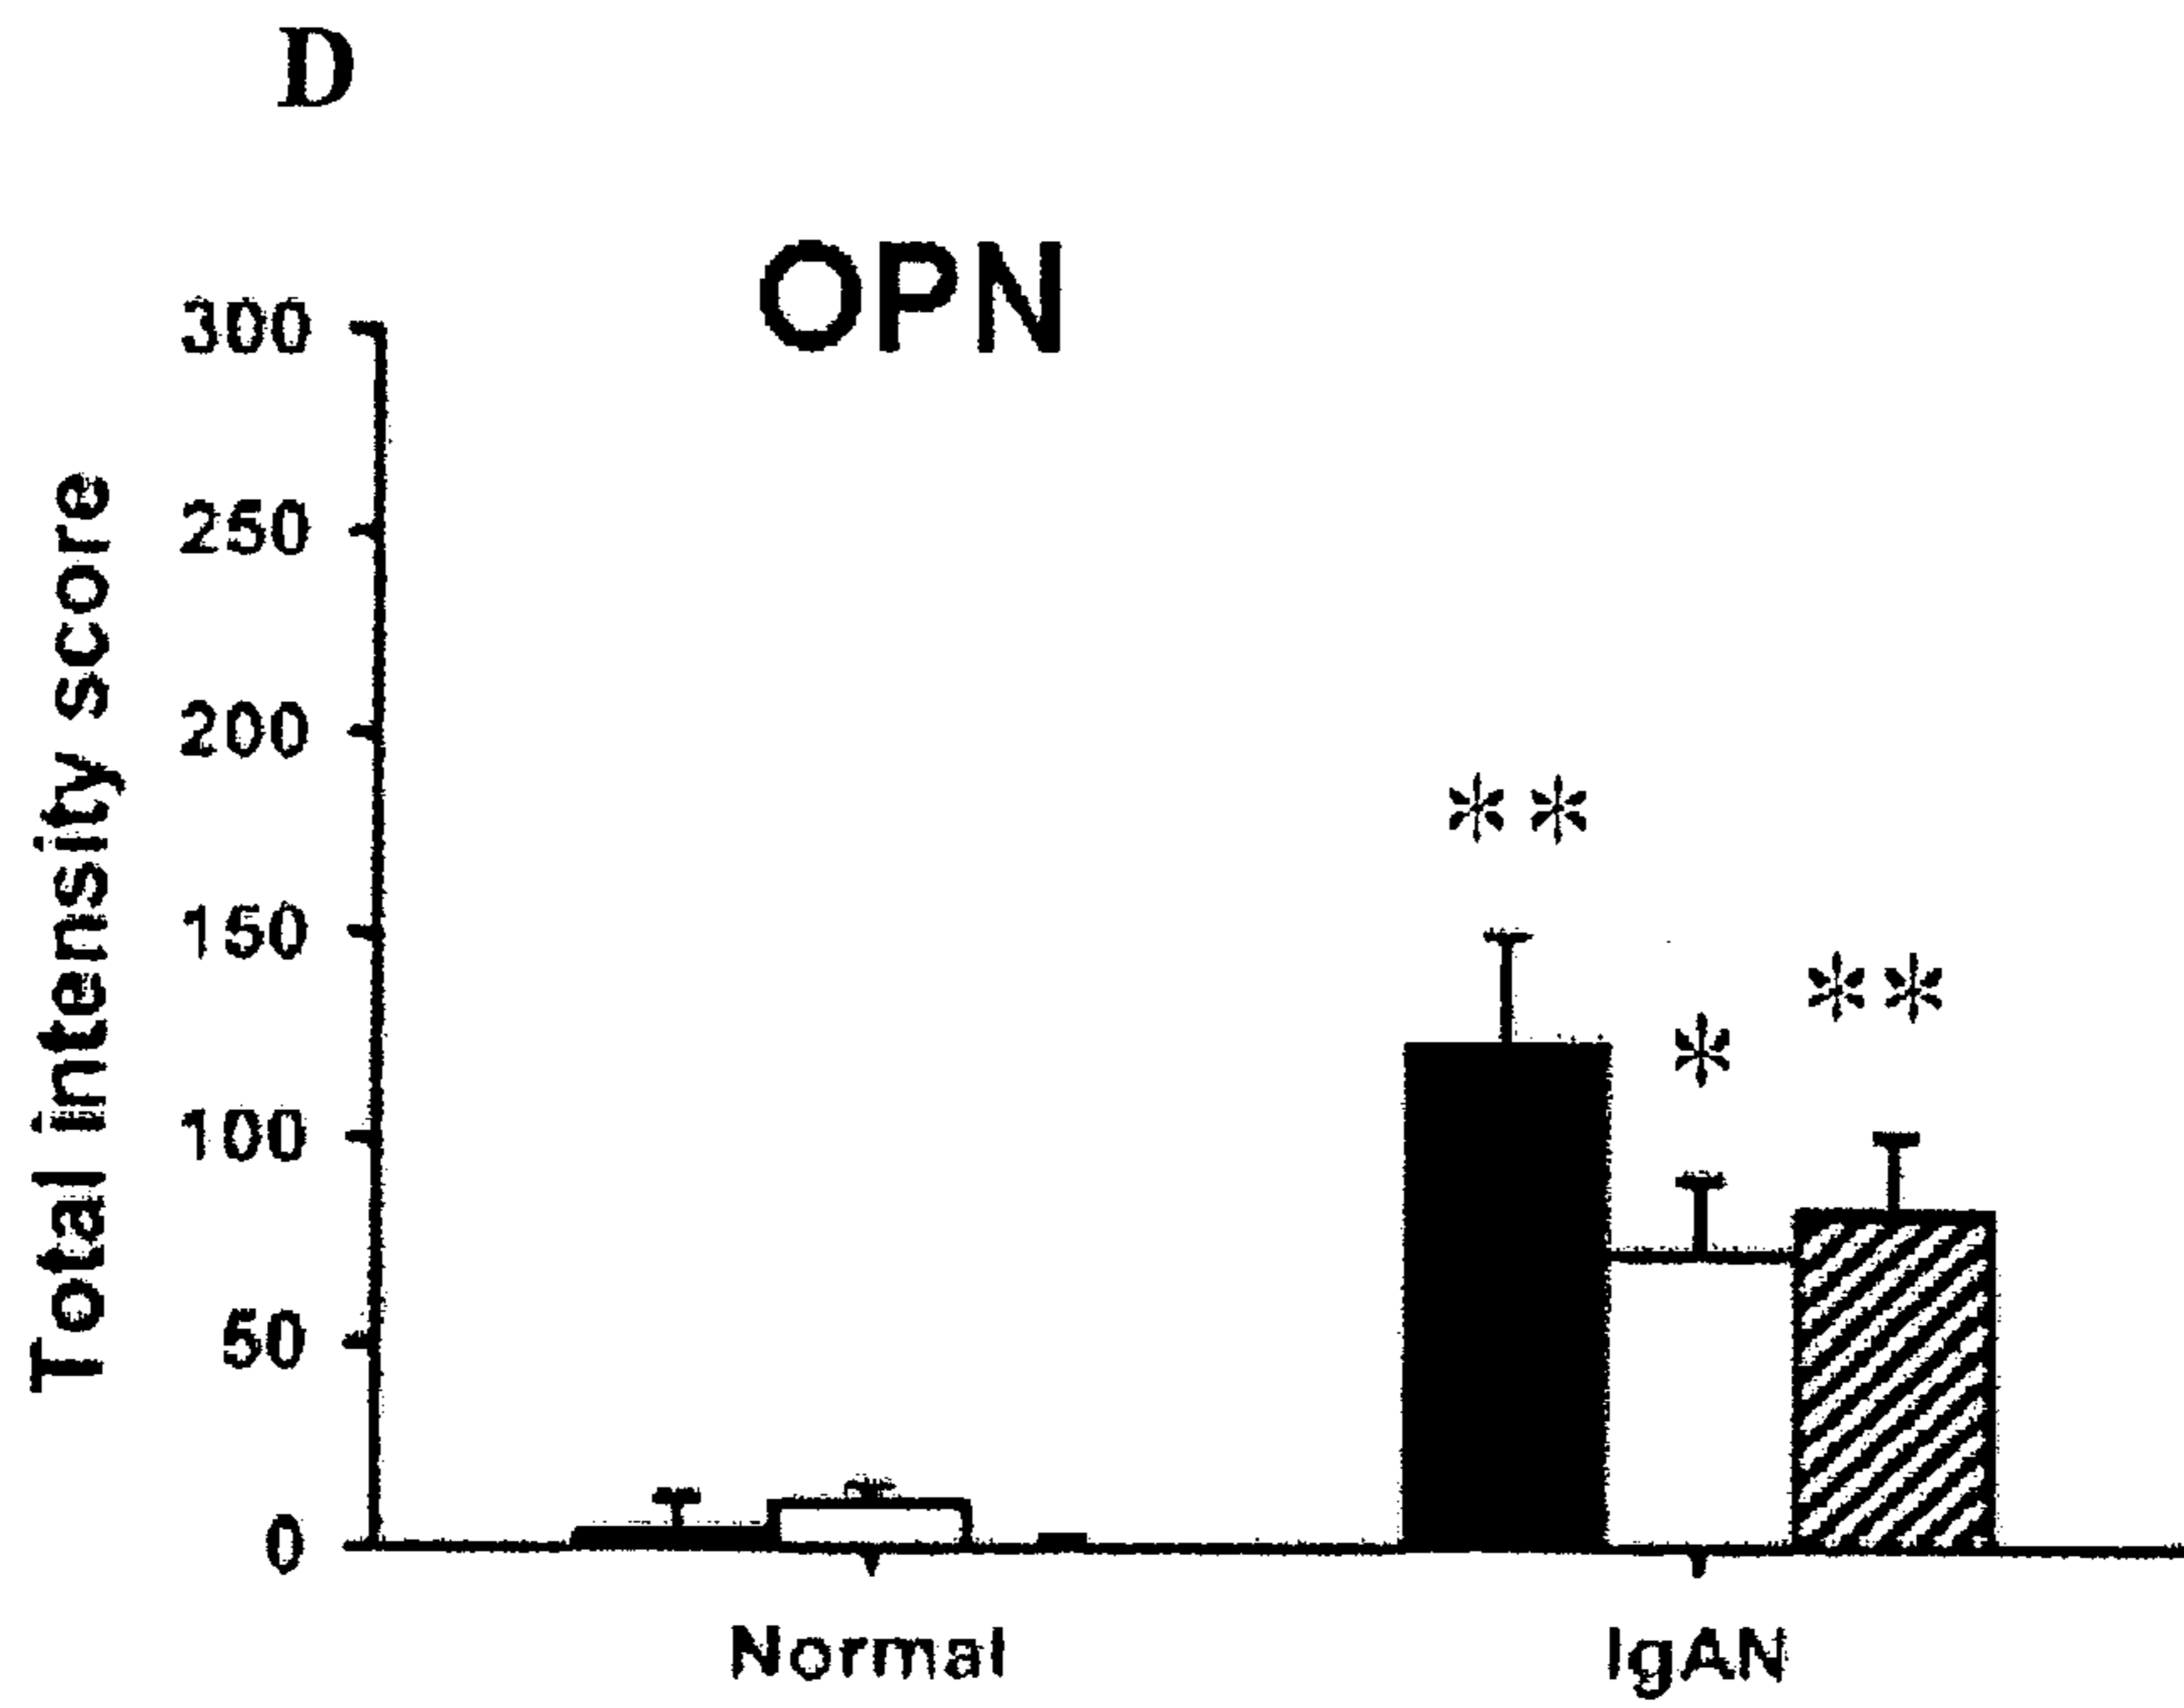 D
OPN
Total intensity score
300
250
200
150
100
50
0
**
*
**
Normal
IgAN